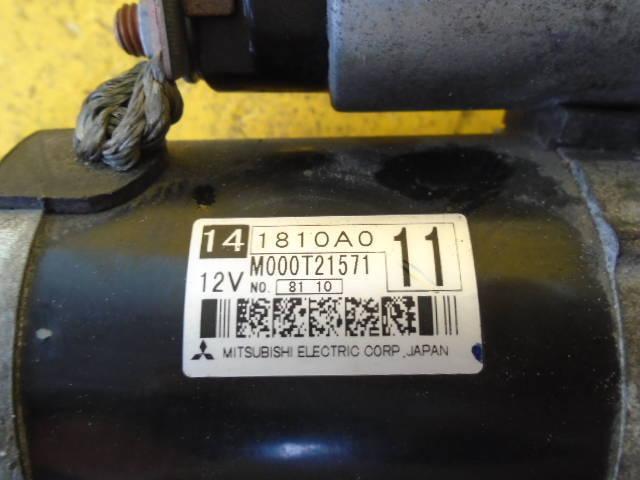 14 1810A0 11
12V M000T21571
NO. 81 10
MITSUBISHI ELECTRIC CORP. JAPAN